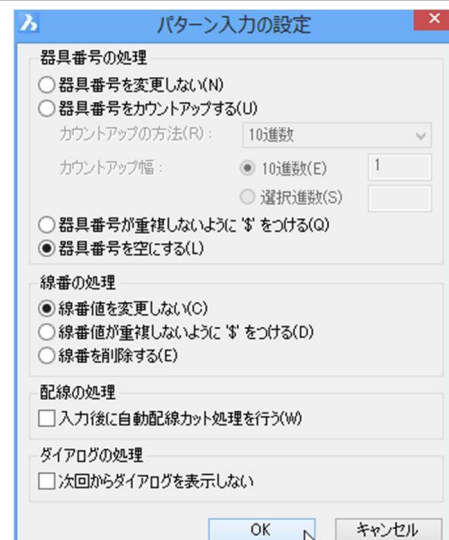 パターン入力の設定
器具番号の処理
器具番号を変更しない(N)
器具番号をカウントアップする(U)
カウントアップの方法(R) : 10進数
カウントアップ幅 : 10進数(E) 1
選択進数(S)
器具番号が重複しないように '$' をつける(Q)
器具番号を空にする(L)
線番の処理
線番値を変更しない(C)
線番値が重複しないように '$' をつける(D)
線番を削除する(E)
配線の処理
入力後に自動配線カット処理を行う(W)
ダイアログの処理
次回からダイアログを表示しない
OK キャンセル